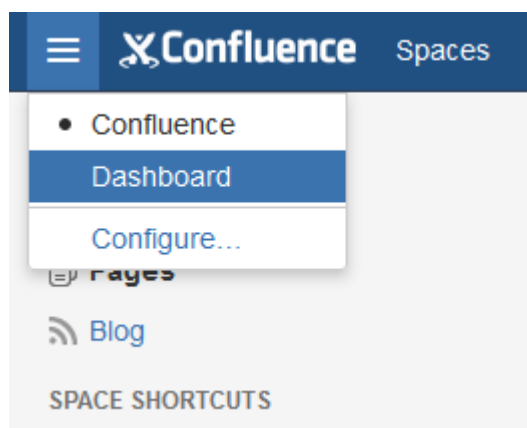 Confluence Spaces
Confluence
Dashboard
Configure...
Pages
Blog
SPACE SHORTCUTS